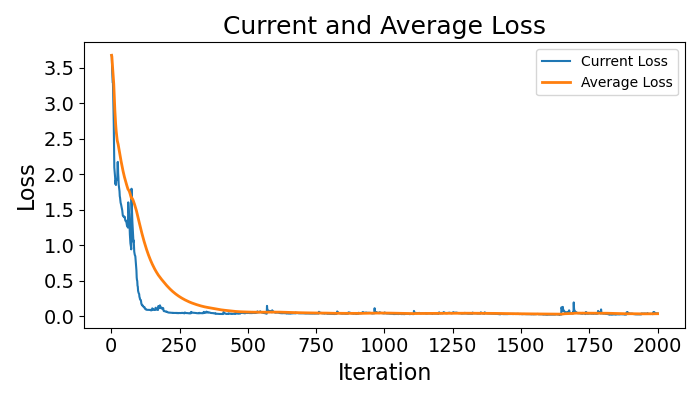 Current and Average Loss
Current Loss
Average Loss
Loss
3.5
3.0
2.5
2.0
1.5
1.0
0.5
0.0
0 250 500 750 1000 1250 1500 1750 2000
Iteration